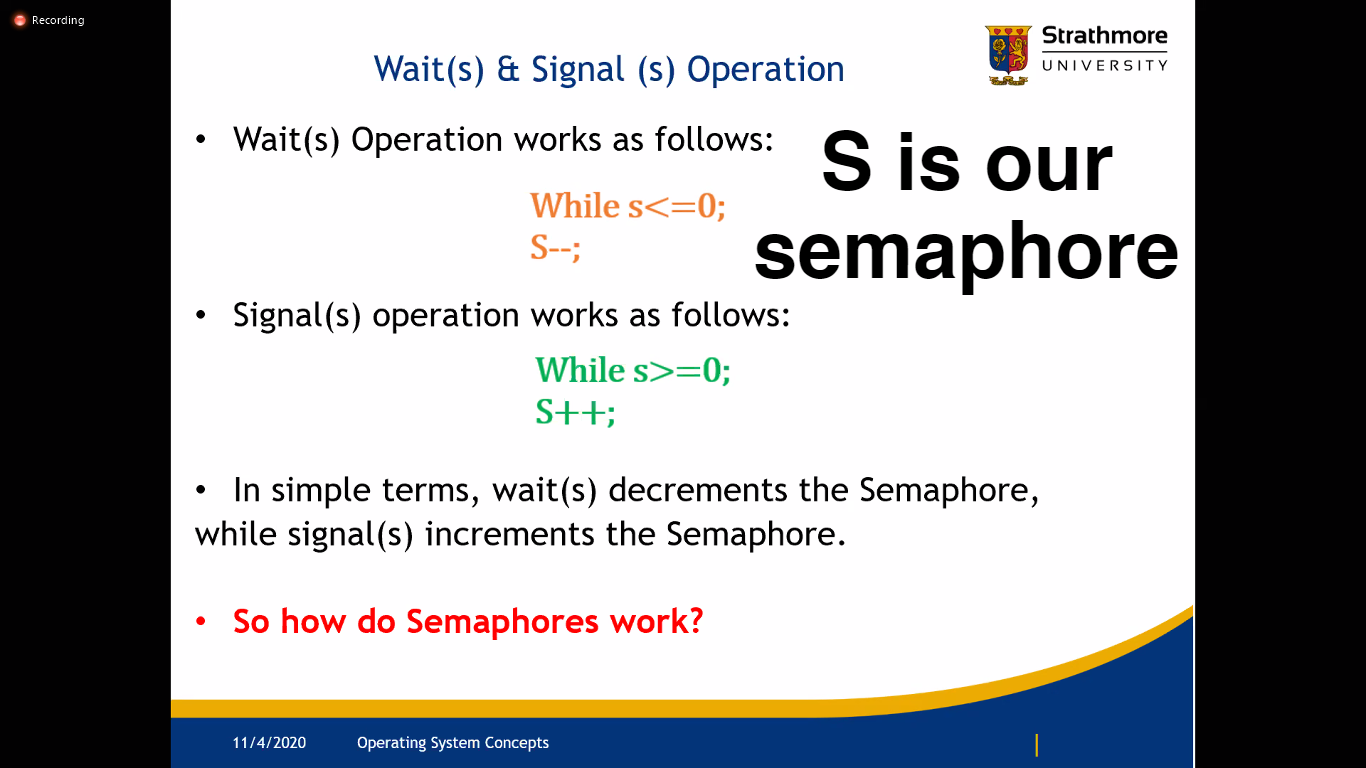 Recording
Strathmore
UNIVERSITY
Wait(s) & Signal (s) Operation
• Wait(s) Operation works as follows:
S is our
semaphore
While s<=0;
S--;
• Signal(s) operation works as follows:
While s>=0;
S++;
• In simple terms, wait(s) decrements the Semaphore,
while signal(s) increments the Semaphore.
• So how do Semaphores work?
11/4/2020 Operating System Concepts